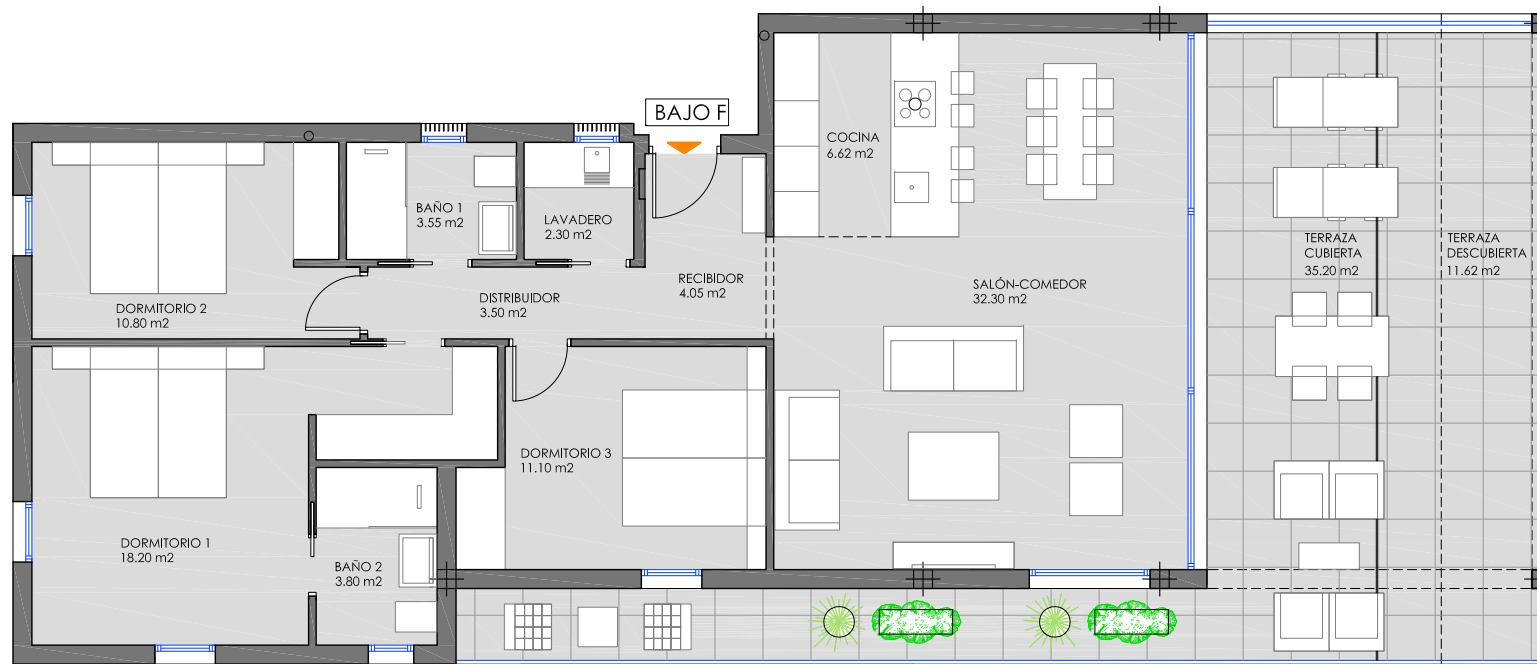 BAJO F
COCINA
6.62 m2
BAÑO 1
3.55 m2
LAVADERO
2.30 m2
TERRAZA
CUBIERTA
35.20 m2
TERRAZA
DESCUBIERTA
11.62 m2
RECIBIDOR
4.05 m2
SALÓN-COMEDOR
32.30 m2
DISTRIBUIDOR
3.50 m2
DORMITORIO 2
10.80 m2
DORMITORIO 3
11.10 m2
DORMITORIO 1
18.20 m2
BAÑO 2
3.80 m2